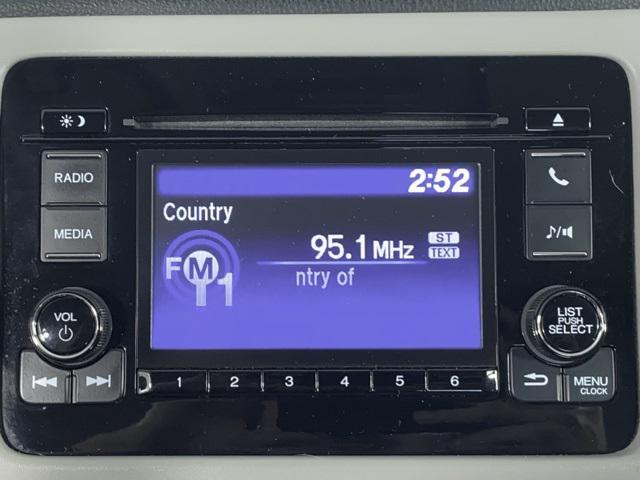 2:52
RADIO
Country
MEDIA
95.1 MHz ST
TEXT
FM1
ntry of
VOL
LIST
PUSH
SELECT
1 2 3 4 5 6
MENU
CLOCK